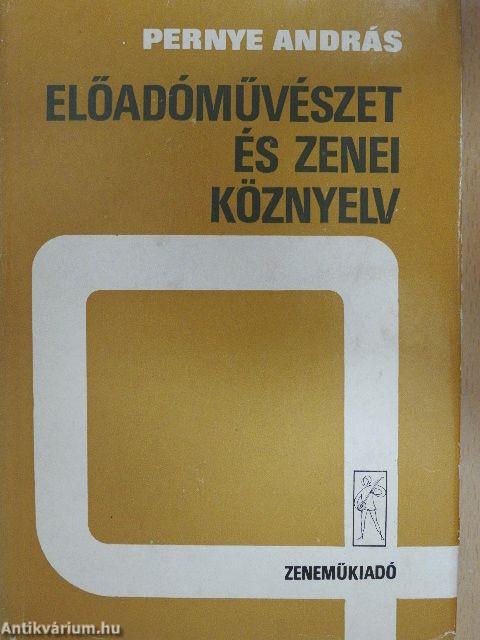 PERNYE ANDRÁS
ELŐADÓMŰVÉSZET
ÉS ZENEI
KÖZNYELV
ZENEMŰKIADÓ
Antikvárium.hu